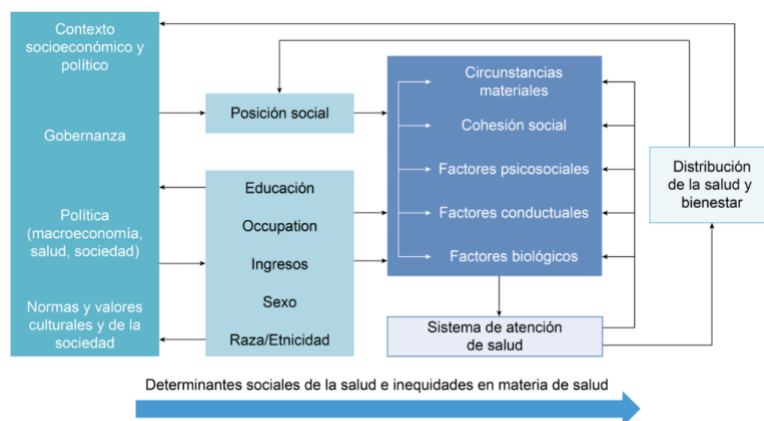 Contexto
socioeconómico y
político
Gobernanza
Política
(macroeconomía,
salud, sociedad)
Normas y valores
culturales y de la
sociedad
Posición social
Educación
Occupation
Ingresos
Sexo
Raza/Etnicidad
Circunstancias
materiales
Cohesión social
Factores psicosociales
Factores conductuales
Factores biológicos
Sistema de atención
de salud
Distribución
de la salud y
bienestar
Determinantes sociales de la salud e inequidades en materia de salud